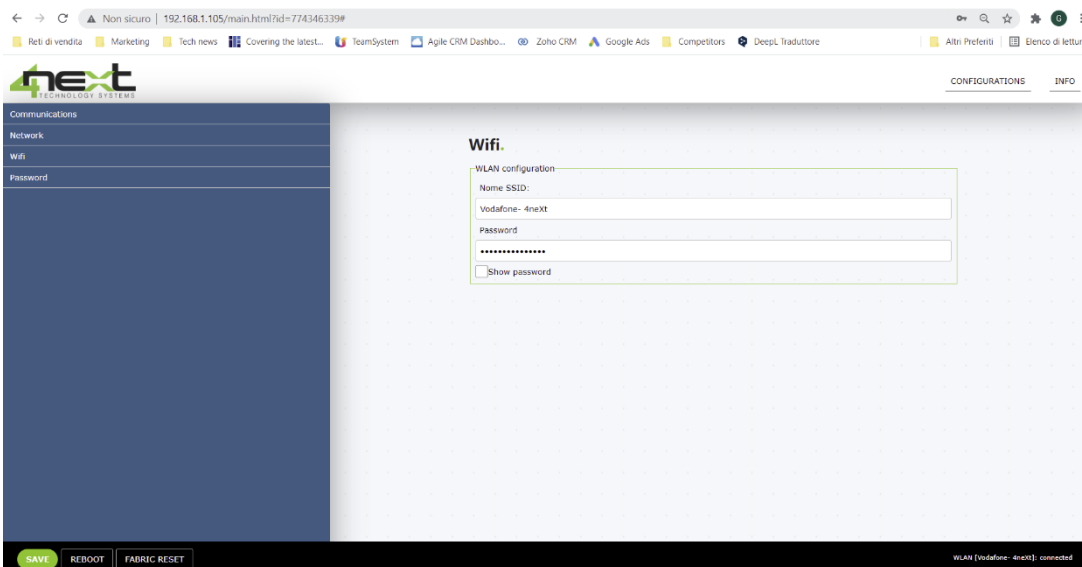 Non sicuro | 192.168.1.105/main.html?id=774346339#
G
Reti di vendita Marketing Tech news Covering the latest... TeamSystem Agile CRM Dashbo... Zoho CRM Google Ads Competitors DeepL Traduttore Altri Preferiti Elenco di lettur
4next
TECHNOLOGY SYSTEMS
CONFIGURATIONS INFO
Communications
Network
Wifi
Password
Wifi.
WLAN configuration
Nome SSID:
Vodafone- 4neXt
Password
•••••••••••••••
Show password
SAVE REBOOT FABRIC RESET
WLAN [Vodafone- 4neXt]: connected